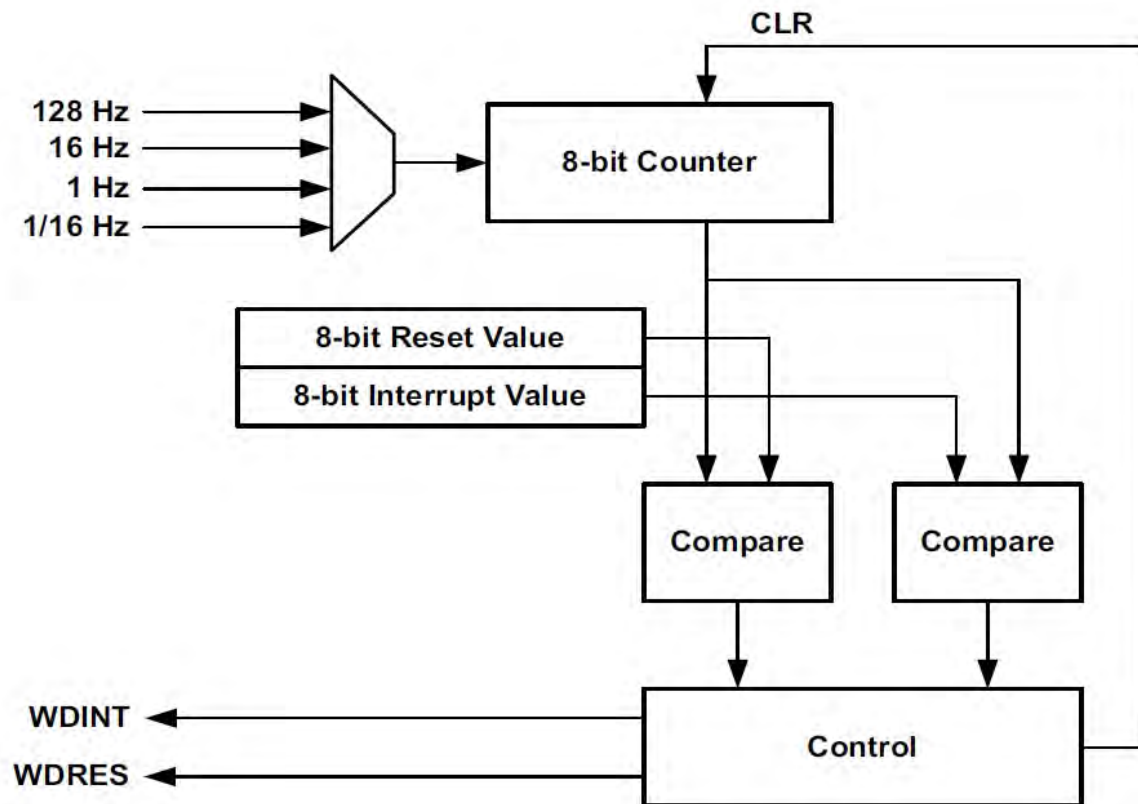 CLR
128 Hz
16 Hz
1 Hz
1/16 Hz
8-bit Counter
8-bit Reset Value
8-bit Interrupt Value
Compare
Compare
WDINT
WDRES
Control